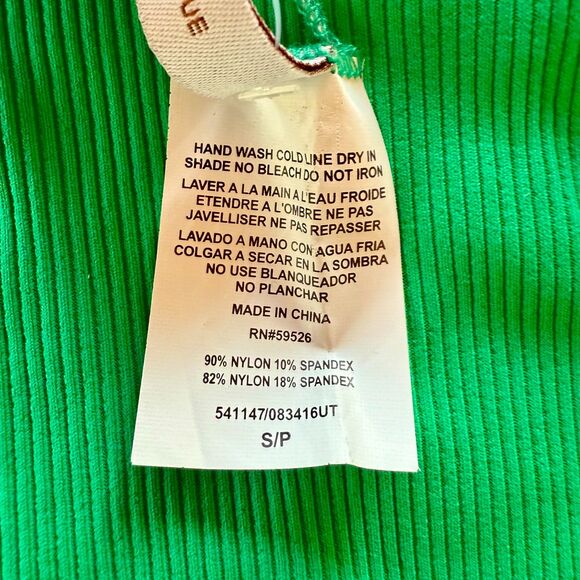 UE
HAND WASH COLD LINE DRY IN
SHADE NO BLEACH DO NOT IRON
LAVER A LA MAIN A L'EAU FROIDE
ETENDRE A L'OMBRE NE PAS
JAVELLISER NE PAS REPASSER
LAVADO A MANO CON AGUA FRIA
COLGAR A SECAR EN LA SOMBRA
NO USE BLANQUEADOR
NO PLANCHAR
MADE IN CHINA
RN#59526
90% NYLON 10% SPANDEX
82% NYLON 18% SPANDEX
541147/083416UT
S/P